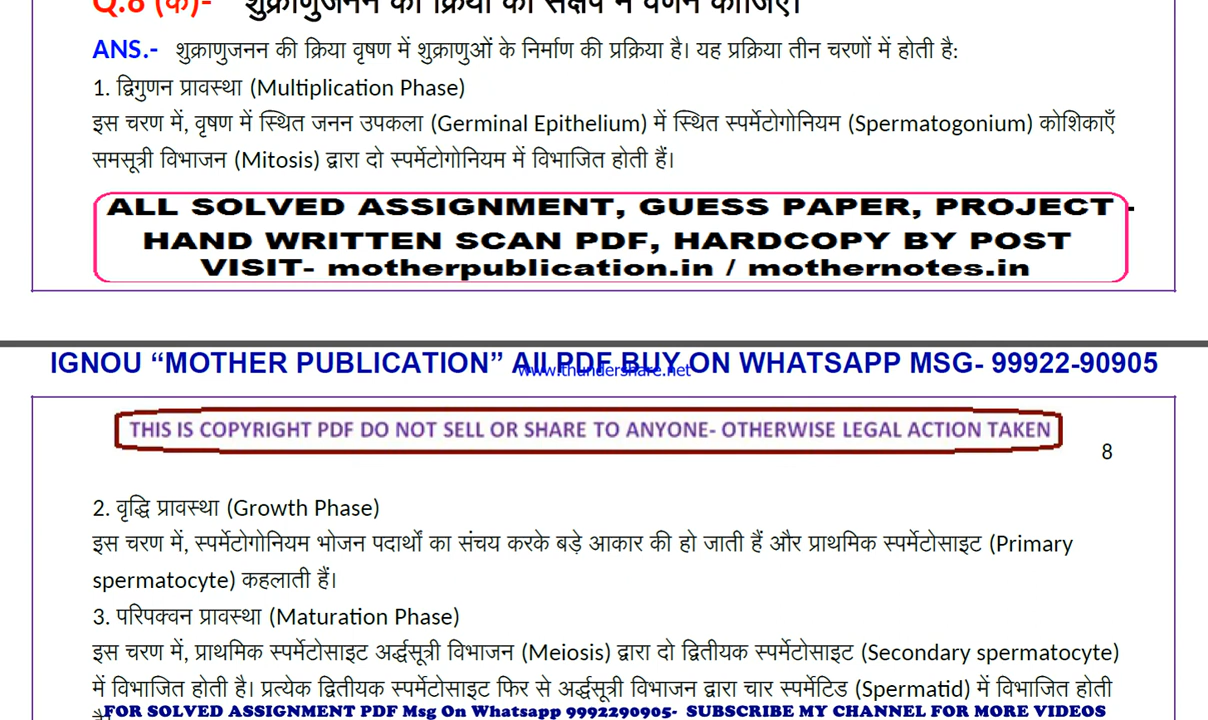 Q.6 (क)- शुक्राणुजनन की क्रिया का संक्षेप में वर्णन कीजिए।
ANS.- शुक्राणुजनन की क्रिया वृषण में शुक्राणुओं के निर्माण की प्रक्रिया है। यह प्रक्रिया तीन चरणों में होती है:
1. द्विगुणन प्रावस्था (Multiplication Phase)
इस चरण में, वृषण में स्थित जनन उपकला (Germinal Epithelium) में स्थित स्पर्मेटोगोनियम (Spermatogonium) कोशिकाएँ
समसूत्री विभाजन (Mitosis) द्वारा दो स्पर्मेटोगोनियम में विभाजित होती हैं।
ALL SOLVED ASSIGNMENT, GUESS PAPER, PROJECT -
HAND WRITTEN SCAN PDF, HARDCOPY BY POST
VISIT- motherpublication.in / mothernotes.in
IGNOU “MOTHER PUBLICATION” All PDF BUY ON WHATSAPP MSG- 99922-90905
www.thundershare.net
THIS IS COPYRIGHT PDF DO NOT SELL OR SHARE TO ANYONE- OTHERWISE LEGAL ACTION TAKEN
8
2. वृद्धि प्रावस्था (Growth Phase)
इस चरण में, स्पर्मेटोगोनियम भोजन पदार्थों का संचय करके बड़े आकार की हो जाती हैं और प्राथमिक स्पर्मेटोसाइट (Primary
spermatocyte) कहलाती हैं।
3. परिपक्वन प्रावस्था (Maturation Phase)
इस चरण में, प्राथमिक स्पर्मेटोसाइट अर्द्धसूत्री विभाजन (Meiosis) द्वारा दो द्वितीयक स्पर्मेटोसाइट (Secondary spermatocyte)
में विभाजित होती है। प्रत्येक द्वितीयक स्पर्मेटोसाइट फिर से अर्द्धसूत्री विभाजन द्वारा चार स्पर्मेटिड (Spermatid) में विभाजित होती
FOR SOLVED ASSIGNMENT PDF Msg On Whatsapp 9992290905- SUBSCRIBE MY CHANNEL FOR MORE VIDEOS